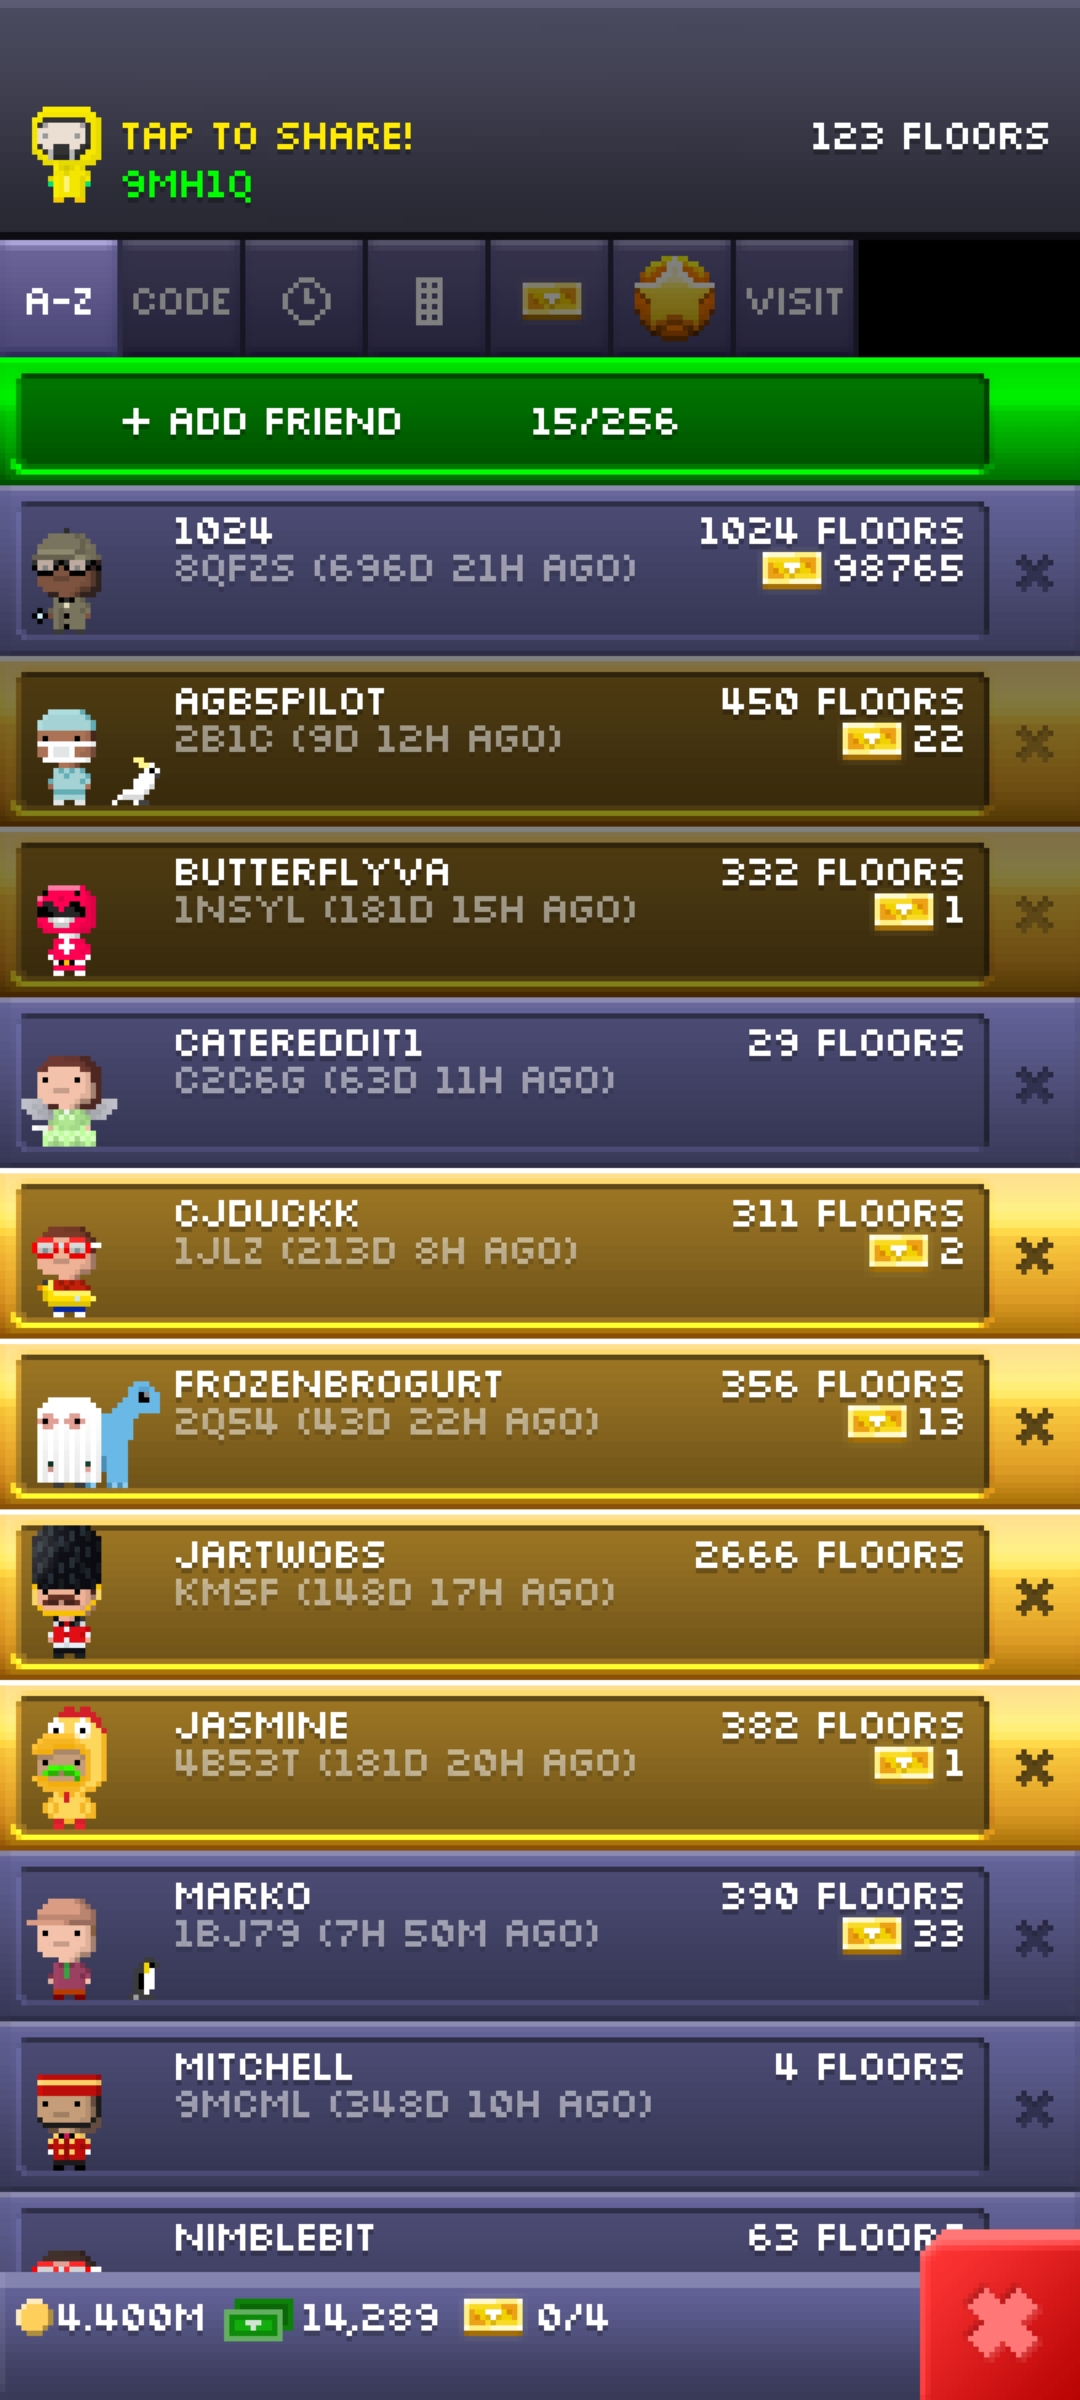 TAP TO SHARE!
123 FLOORS
9MH1Q
A-Z CODE VISIT
+ ADD FRIEND 15/256
1024 1024 FLOORS
8QFZS (696D 21H AGO) 98765
AGB5PILOT 450 FLOORS
2B1C (9D 12H AGO) 22
BUTTERFLYVA 332 FLOORS
1NSYL (181D 15H AGO) 1
CATEREDDIT1 29 FLOORS
C2C6G (63D 11H AGO)
CJDUCKK 311 FLOORS
1JLZ (213D 8H AGO) 2
FROZENBROGURT 356 FLOORS
2Q54 (43D 22H AGO) 13
JARTWOBS 2666 FLOORS
KMSF (148D 17H AGO)
JASMINE 382 FLOORS
4B53T (181D 20H AGO) 1
MARKO 390 FLOORS
1BJ79 (7H 50M AGO) 33
MITCHELL 4 FLOORS
9MCML (348D 10H AGO)
NIMBLEBIT 63 FLOORS
4.400M 14,289 0/4